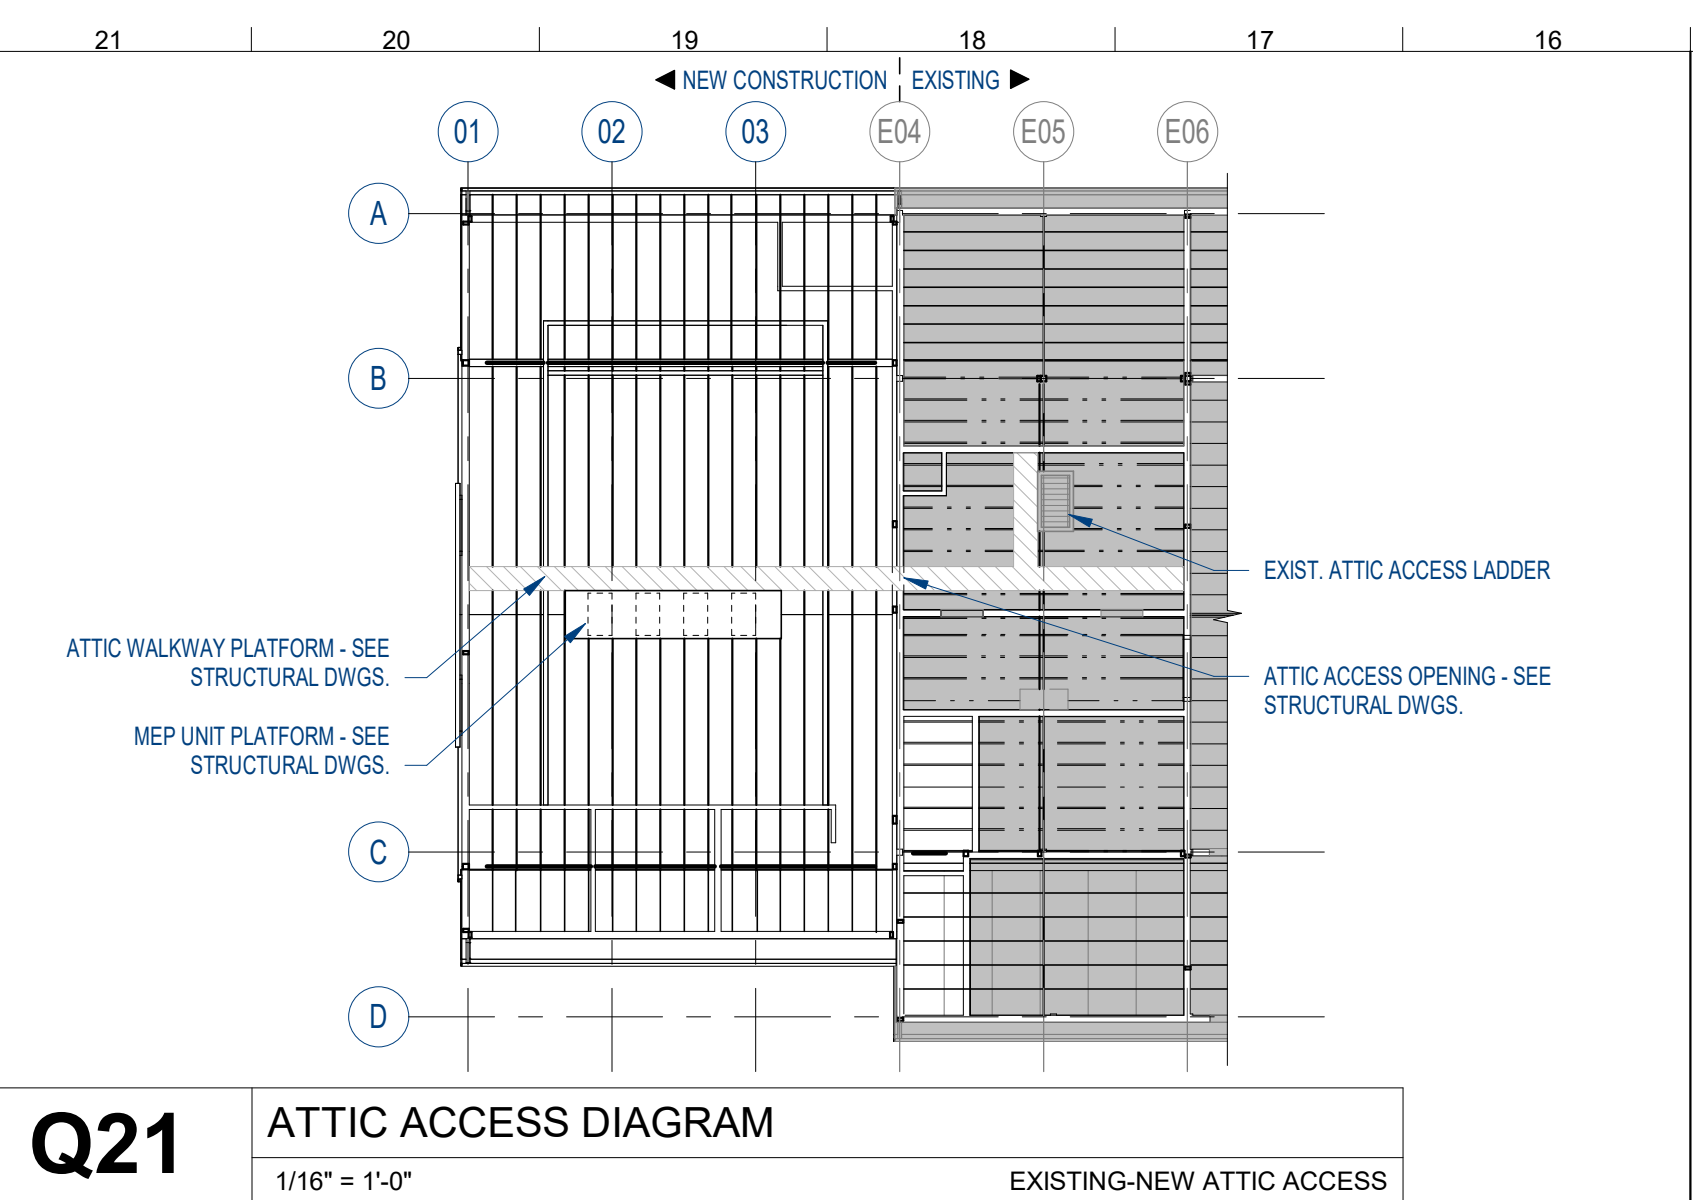 21 20 19 18 17 16
NEW CONSTRUCTION EXISTING
01 02 03 E04 E05 E06
A
B
EXIST. ATTIC ACCESS LADDER
ATTIC WALKWAY PLATFORM - SEE
STRUCTURAL DWGS.
ATTIC ACCESS OPENING - SEE
STRUCTURAL DWGS.
MEP UNIT PLATFORM - SEE
STRUCTURAL DWGS.
C
D
Q21
ATTIC ACCESS DIAGRAM
1/16" = 1'-0" EXISTING-NEW ATTIC ACCESS